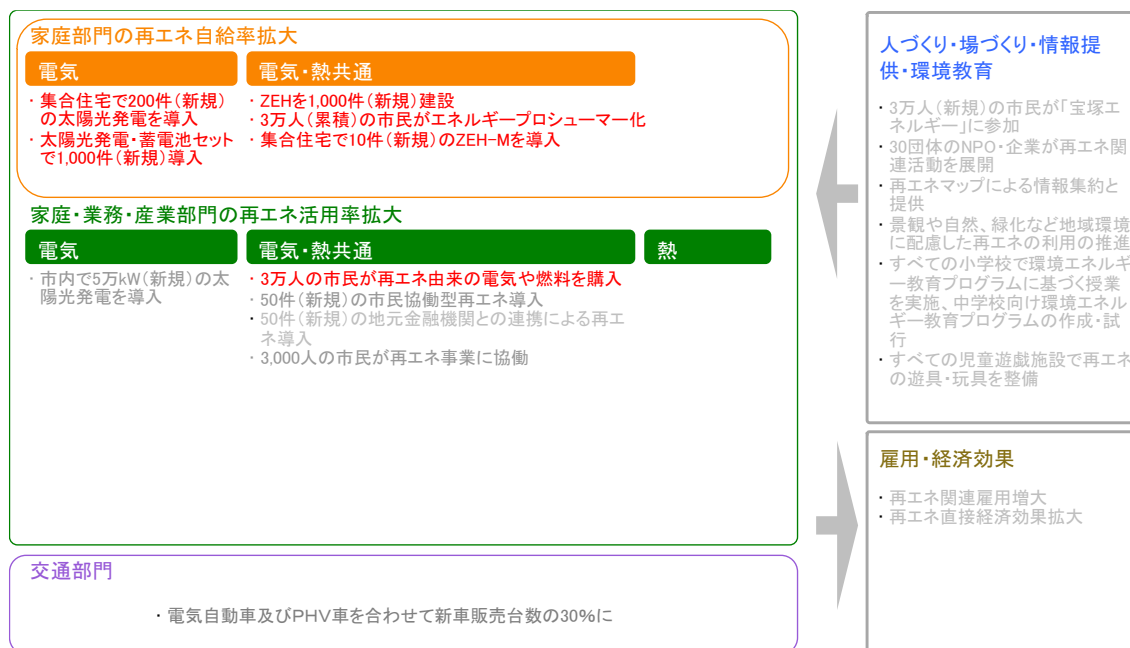 家庭部門の再エネ自給率拡大
電気
・集合住宅で200件(新規)
の太陽光発電を導入
・太陽光発電・蓄電池セット
で1,000件(新規)導入
電気・熱共通
・ZEHを1,000件(新規)建設
・3万人(累積)の市民がエネルギープロシューマー化
・集合住宅で10件(新規)のZEH-Mを導入
家庭・業務・産業部門の再エネ活用率拡大
電気
・市内で5万kW(新規)の太
陽光発電を導入
電気・熱共通
・3万人の市民が再エネ由来の電気や燃料を購入
・50件(新規)の市民協働型再エネ導入
・50件(新規)の地元金融機関との連携による再エ
ネ導入
・3,000人の市民が再エネ事業に協働
熱
交通部門
・電気自動車及びPHV車を合わせて新車販売台数の30%に
人づくり・場づくり・情報提
供・環境教育
・3万人(新規)の市民が「宝塚エ
ネルギー」に参加
・30団体のNPO・企業が再エネ関
連活動を展開
・再エネマップによる情報集約と
提供
・景観や自然、緑化など地域環境
に配慮した再エネの利用の推進
・すべての小学校で環境エネルギ
ー教育プログラムに基づく授業
を実施、中学校向け環境エネル
ギー教育プログラムの作成・試
行
・すべての児童遊戯施設で再エネ
の遊具・玩具を整備
雇用・経済効果
・再エネ関連雇用増大
・再エネ直接経済効果拡大